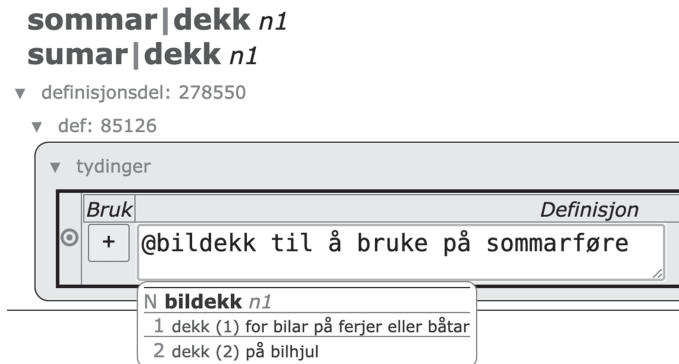 sommar|dekk n1
sumar|dekk n1
▼ definisjonsdel: 278550
▼ def: 85126
▼ tydinger
Bruk Definisjon
+ @bildekk til å bruke på sommarføre
N bildekk n1
1 dekk (1) for bilar på ferjer eller båtar
2 dekk (2) på bilhjul